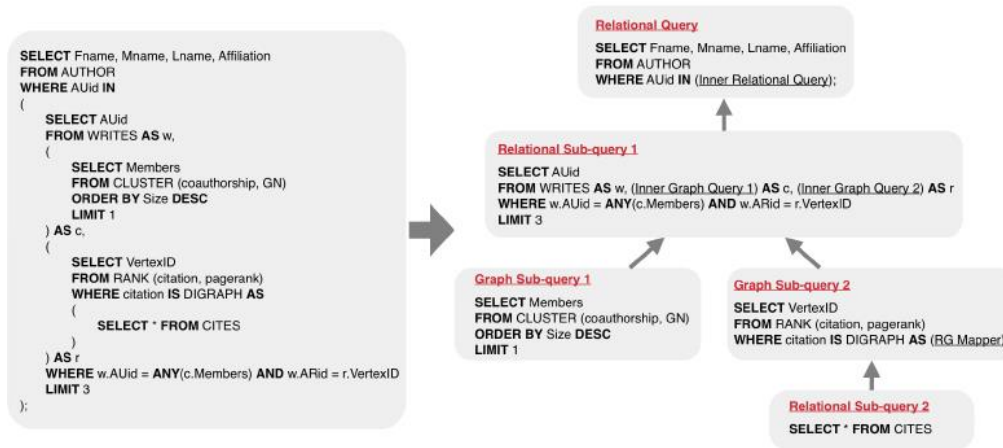 SELECT Fname, Mname, Lname, Affiliation
FROM AUTHOR
WHERE AUid IN
(
SELECT AUid
FROM WRITES AS w,
(
SELECT Members
FROM CLUSTER (coauthorship, GN)
ORDER BY Size DESC
LIMIT 1
) AS c,
(
SELECT VertexID
FROM RANK (citation, pagerank)
WHERE citation IS DIGRAPH AS
(
SELECT * FROM CITES
)
) AS r
WHERE w.AUid = ANY(c.Members) AND w.ARid = r.VertexID
LIMIT 3
);
Relational Query
SELECT Fname, Mname, Lname, Affiliation
FROM AUTHOR
WHERE AUid IN (Inner Relational Query);
Relational Sub-query 1
SELECT AUid
FROM WRITES AS w, (Inner Graph Query 1) AS c, (Inner Graph Query 2) AS r
WHERE w.AUid = ANY(c.Members) AND w.ARid = r.VertexID
LIMIT 3
Graph Sub-query 1
SELECT Members
FROM CLUSTER (coauthorship, GN)
ORDER BY Size DESC
LIMIT 1
Graph Sub-query 2
SELECT VertexID
FROM RANK (citation, pagerank)
WHERE citation IS DIGRAPH AS (RG Mapper)
Relational Sub-query 2
SELECT * FROM CITES